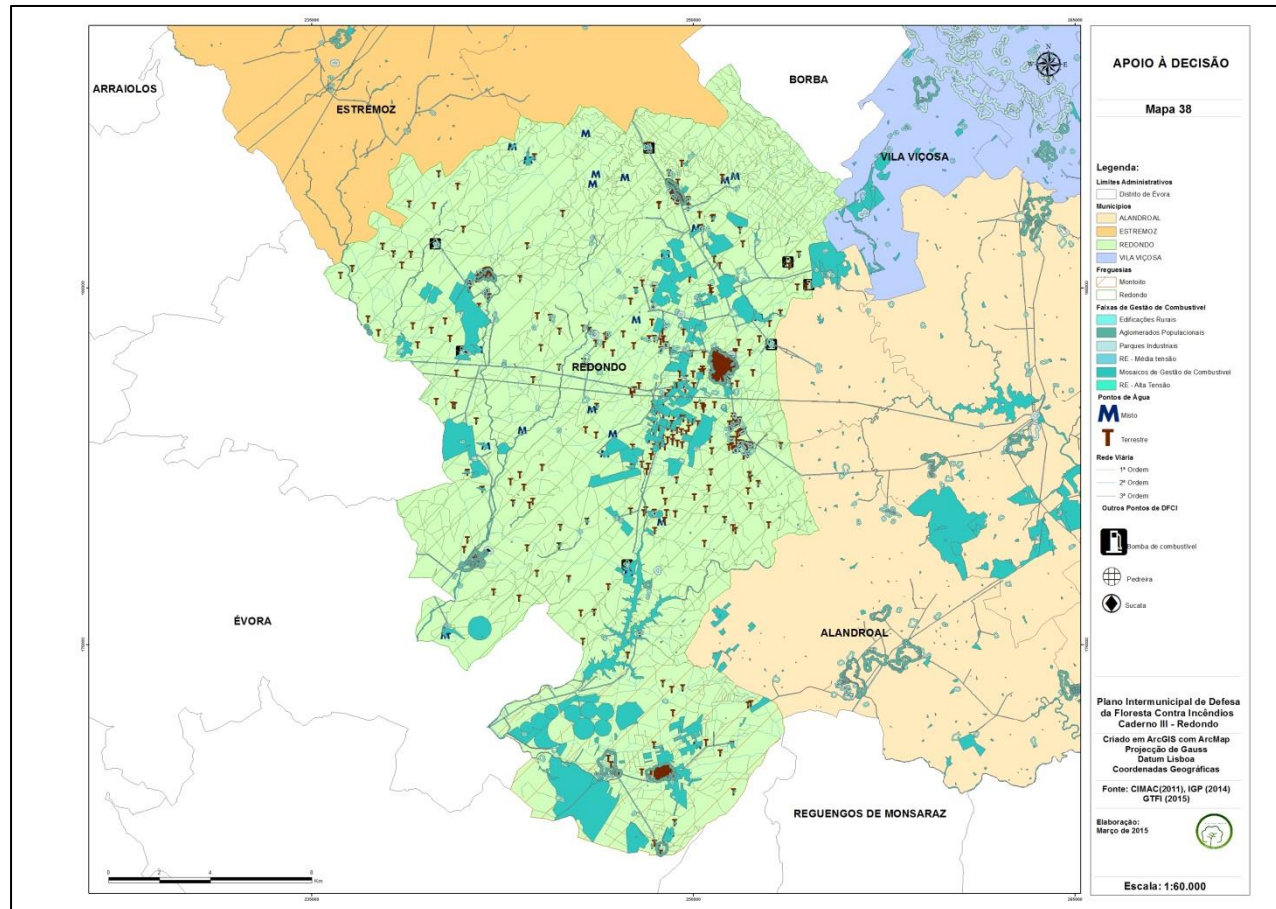 ARRAIOLOS
ESTREMOZ
BORBA
VILA VIÇOSA
REDONDO
ÉVORA
ALANDROAL
REGUENGOS DE MONSARAZ
N
E
0 2 4 8
Km
APOIO À DECISÃO
Mapa 38
Legenda:
Limites Administrativos
Distrito de Évora
Municípios
ALANDROAL
ESTREMOZ
REDONDO
VILA VIÇOSA
Freguesias
Montoito
Redondo
Faixas de Gestão de Combustível
Edificações Rurais
Aglomerados Populacionais
Parques Industriais
RE - Média tensão
Mosaicos de Gestão de Combustível
RE - Alta Tensão
Pontos de Água
M Misto
T Terrestre
Rede Viária
1ª Ordem
2ª Ordem
3ª Ordem
Outros Pontos de DFCI
Bomba de combustível
Pedreira
Sucata
Plano Intermunicipal de Defesa
da Floresta Contra Incêndios
Caderno III - Redondo
Criado em ArcGIS com ArcMap
Projecção de Gauss
Datum Lisboa
Coordenadas Geográficas
Fonte: CIMAC(2011), IGP (2014)
GTFI (2015)
Elaboração:
Março de 2015
Escala: 1:60.000